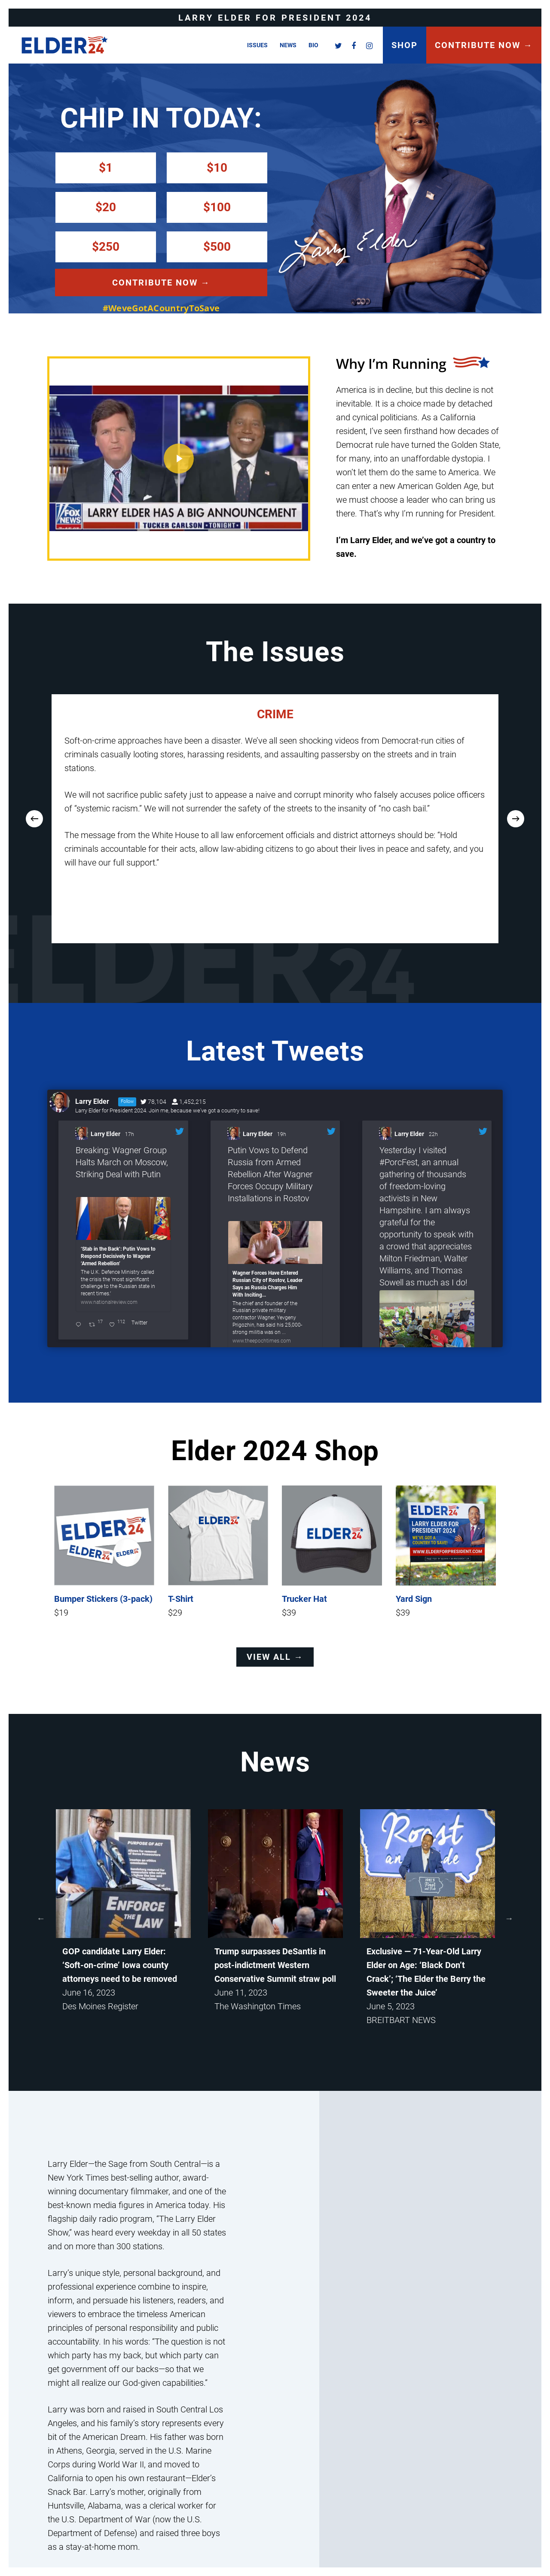 LARRY ELDER FOR PRESIDENT 2024
ELDER 24
ISSUES NEWS BIO
SHOP
CONTRIBUTE NOW →
CHIP IN TODAY:
$1 $10
$20 $100
$250 $500
CONTRIBUTE NOW →
#WeveGotACountryToSave
Larry Elder
FOX NEWS
LARRY ELDER HAS A BIG ANNOUNCEMENT
TUCKER CARLSON TONIGHT
Why I'm Running
America is in decline, but this decline is not
inevitable. It is a choice made by detached
and cynical politicians. As a California
resident, I've seen firsthand how decades of
Democrat rule have turned the Golden State,
for many, into an unaffordable dystopia. I
won't let them do the same to America. We
can enter a new American Golden Age, but
we must choose a leader who can bring us
there. That's why I'm running for President.
I'm Larry Elder, and we've got a country to
save.
The Issues
CRIME
Soft-on-crime approaches have been a disaster. We've all seen shocking videos from Democrat-run cities of
criminals casually looting stores, harassing residents, and assaulting passersby on the streets and in train
stations.
We will not sacrifice public safety just to appease a naive and corrupt minority who falsely accuses police officers
of “systemic racism.” We will not surrender the safety of the streets to the insanity of “no cash bail.”
The message from the White House to all law enforcement officials and district attorneys should be: “Hold
criminals accountable for their acts, allow law-abiding citizens to go about their lives in peace and safety, and you
will have our full support.”
← →
ELDER24
Latest Tweets
Larry Elder Follow 78,104 1,452,215
Larry Elder for President 2024. Join me, because we've got a country to save!
Larry Elder 17h
Breaking: Wagner Group
Halts March on Moscow,
Striking Deal with Putin
'Stab in the Back': Putin Vows to
Respond Decisively to Wagner
'Armed Rebellion'
The U.K. Defence Ministry called
the crisis the 'most significant
challenge to the Russian state in
recent times.'
www.nationalreview.com
17 112 Twitter
Larry Elder 19h
Putin Vows to Defend
Russia from Armed
Rebellion After Wagner
Forces Occupy Military
Installations in Rostov
Wagner Forces Have Entered
Russian City of Rostov, Leader
Says as Russia Charges Him
With Inciting...
The chief and founder of the
Russian private military
contractor Wagner, Yevgeny
Prigozhin, has said his 25,000-
strong militia was on ...
www.theepochtimes.com
Larry Elder 22h
Yesterday I visited
#PorcFest, an annual
gathering of thousands
of freedom-loving
activists in New
Hampshire. I am always
grateful for the
opportunity to speak with
a crowd that appreciates
Milton Friedman, Walter
Williams, and Thomas
Sowell as much as I do!
Elder 2024 Shop
ELDER24
ELDER24
ELDER24
ELDER24
ELDER24
ELDER24
LARRY ELDER FOR
PRESIDENT 2024
WE'VE GOT A
COUNTRY TO SAVE!
WWW.ELDERFORPRESIDENT.COM
Bumper Stickers (3-pack)
$19
T-Shirt
$29
Trucker Hat
$39
Yard Sign
$39
VIEW ALL →
News
PURPOSE OF ACT
ENFORCE
THE LAW
Roast
and Ride
← →
GOP candidate Larry Elder:
'Soft-on-crime' Iowa county
attorneys need to be removed
June 16, 2023
Des Moines Register
Trump surpasses DeSantis in
post-indictment Western
Conservative Summit straw poll
June 11, 2023
The Washington Times
Exclusive — 71-Year-Old Larry
Elder on Age: 'Black Don't
Crack'; 'The Elder the Berry the
Sweeter the Juice'
June 5, 2023
BREITBART NEWS
Larry Elder—the Sage from South Central—is a
New York Times best-selling author, award-
winning documentary filmmaker, and one of the
best-known media figures in America today. His
flagship daily radio program, “The Larry Elder
Show,” was heard every weekday in all 50 states
and on more than 300 stations.
Larry's unique style, personal background, and
professional experience combine to inspire,
inform, and persuade his listeners, readers, and
viewers to embrace the timeless American
principles of personal responsibility and public
accountability. In his words: “The question is not
which party has my back, but which party can
get government off our backs—so that we
might all realize our God-given capabilities.”
Larry was born and raised in South Central Los
Angeles, and his family's story represents every
bit of the American Dream. His father was born
in Athens, Georgia, served in the U.S. Marine
Corps during World War II, and moved to
California to open his own restaurant—Elder's
Snack Bar. Larry's mother, originally from
Huntsville, Alabama, was a clerical worker for
the U.S. Department of War (now the U.S.
Department of Defense) and raised three boys
as a stay-at-home mom.